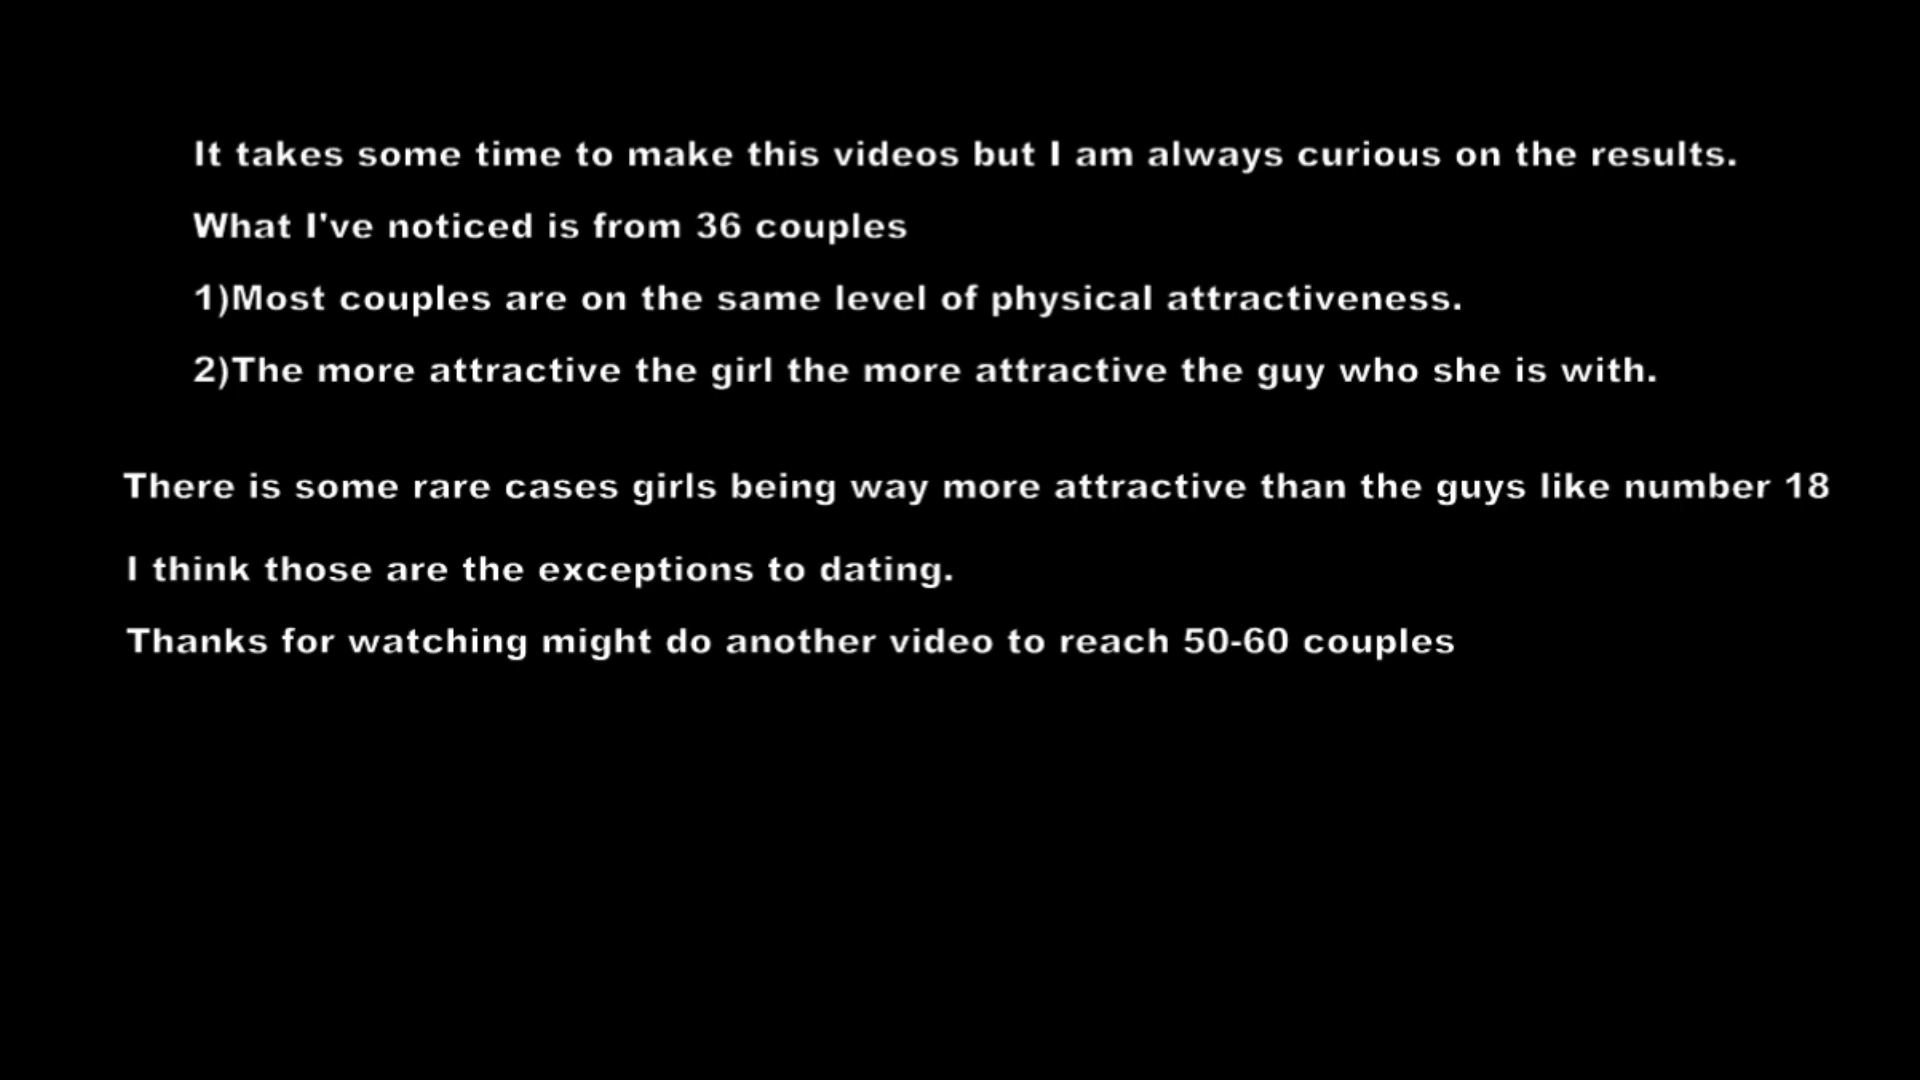 It takes some time to make this videos but I am always curious on the results.
What I've noticed is from 36 couples
1)Most couples are on the same level of physical attractiveness.
2)The more attractive the girl the more attractive the guy who she is with.
There is some rare cases girls being way more attractive than the guys like number 18
I think those are the exceptions to dating.
Thanks for watching might do another video to reach 50-60 couples